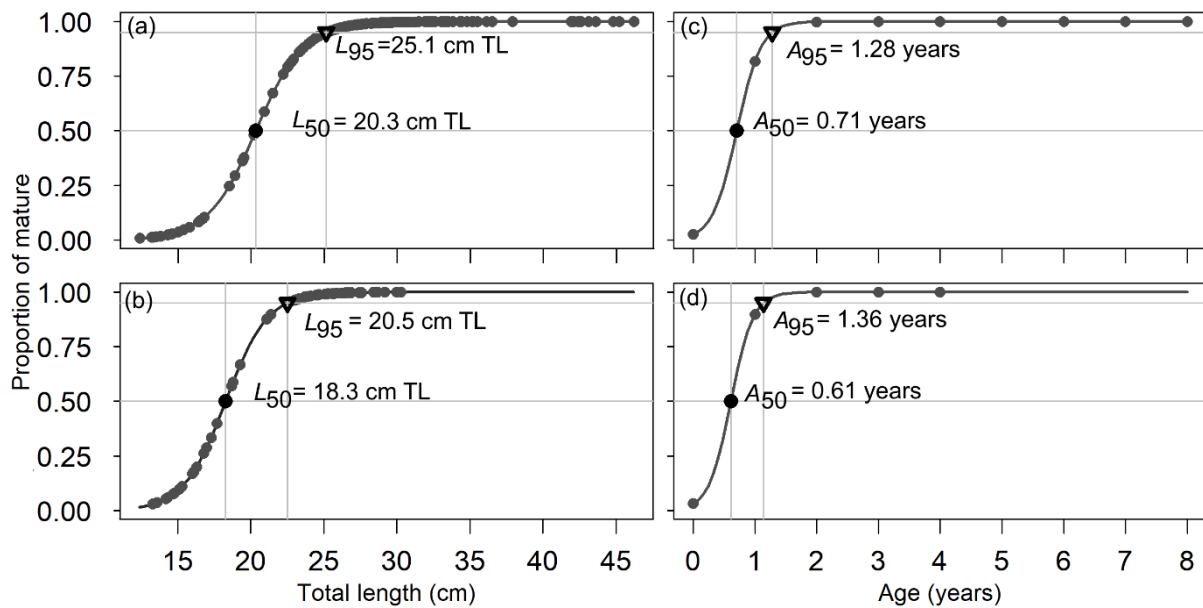 Proportion of mature
(a)
1.00
0.75
0.50
0.25
0.00
L95 =25.1 cm TL
L50 = 20.3 cm TL
(c)
A95 = 1.28 years
A50 = 0.71 years
(b)
1.00
0.75
0.50
0.25
0.00
L95 = 20.5 cm TL
L50 = 18.3 cm TL
15 20 25 30 35 40 45
Total length (cm)
(d)
A95 = 1.36 years
A50 = 0.61 years
0 1 2 3 4 5 6 7 8
Age (years)